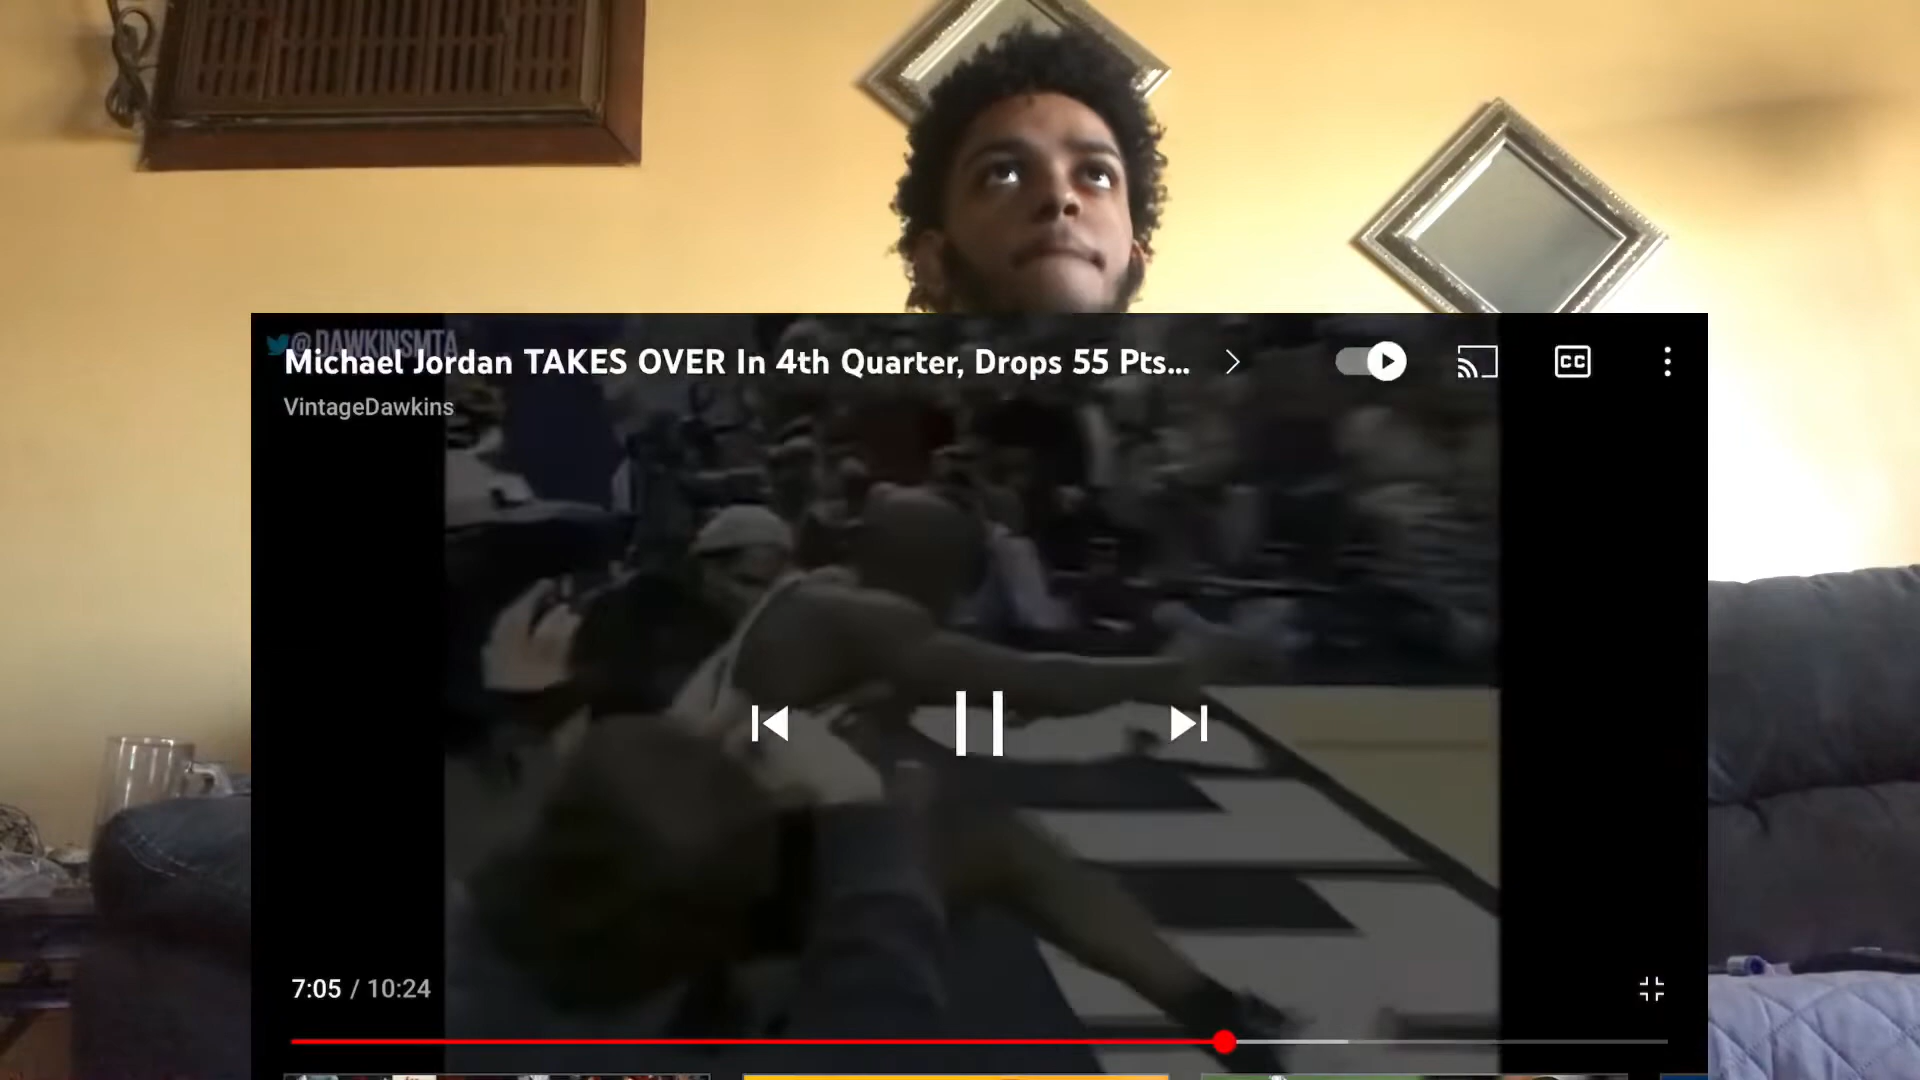 @DAWKINSMTA
Michael Jordan TAKES OVER In 4th Quarter, Drops 55 Pts...
CC
VintageDawkins
7:05 / 10:24